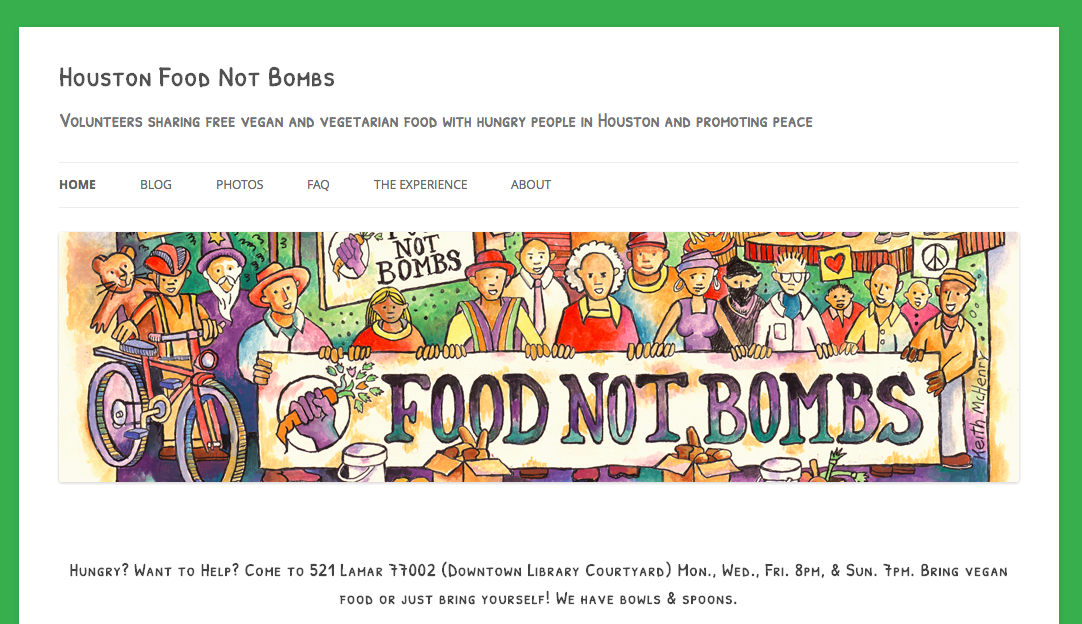 Houston Food Not Bombs
Volunteers sharing free vegan and vegetarian food with hungry people in Houston and promoting peace
HOME BLOG PHOTOS FAQ THE EXPERIENCE ABOUT
NOT
BOMBS
FOOD NOT BOMBS
Keith McHenry
Hungry? Want to Help? Come to 521 Lamar 77002 (Downtown Library Courtyard) Mon., Wed., Fri. 8pm, & Sun. 7pm. Bring vegan
food or just bring yourself! We have bowls & spoons.